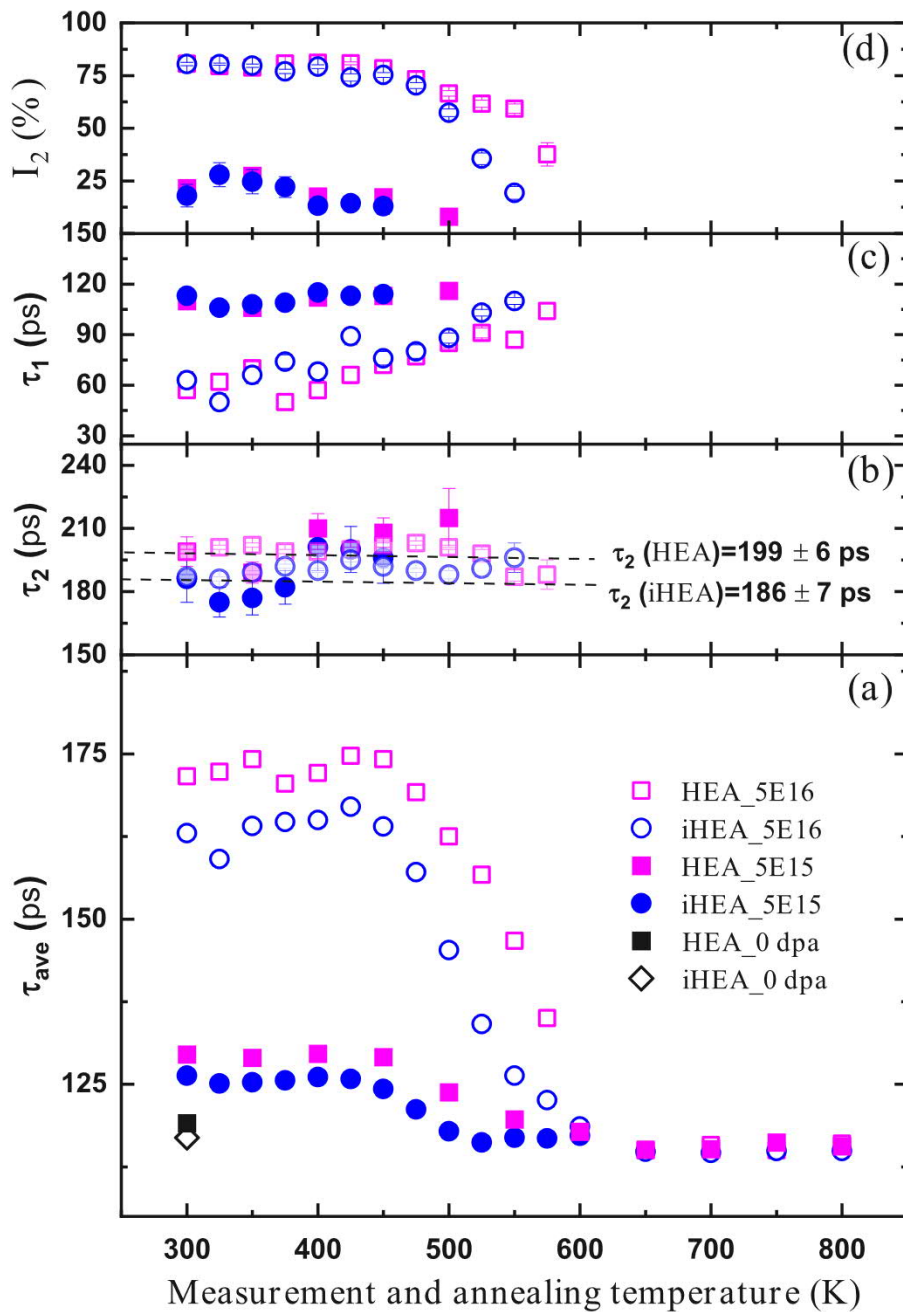 100
75
50
25
I₂ (%)
(d)
150
120
90
60
30
τ₁ (ps)
(c)
240
210
180
150
τ₂ (ps)
(b)
τ₂ (HEA)=199 ± 6 ps
τ₂ (iHEA)=186 ± 7 ps
175
150
125
τave (ps)
(a)
HEA_5E16
iHEA_5E16
HEA_5E15
iHEA_5E15
HEA_0 dpa
iHEA_0 dpa
300 400 500 600 700 800
Measurement and annealing temperature (K)